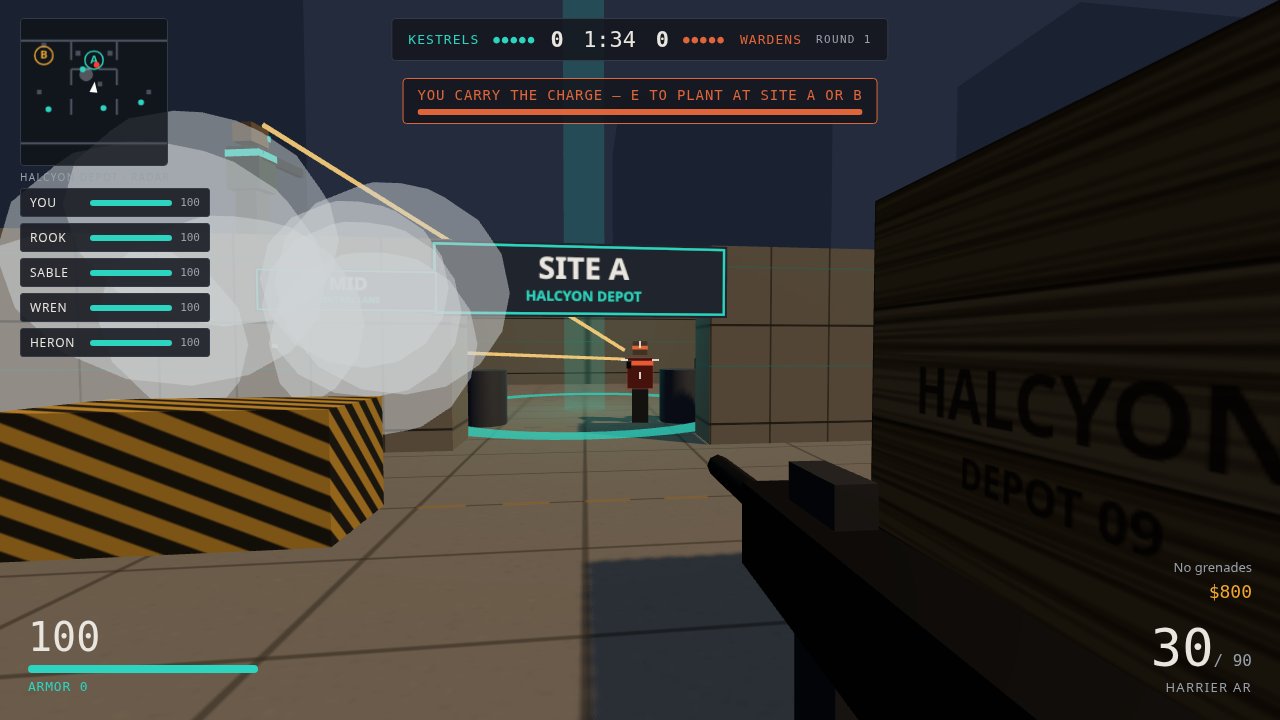 B
A
KESTRELS 0 1:34 0 WARDENS ROUND 1
YOU CARRY THE CHARGE — E TO PLANT AT SITE A OR B
HALCYON DEPOT · RADAR
YOU 100
ROOK 100
SABLE 100
WREN 100
HERON 100
MID
SITE A
HALCYON DEPOT
HALCYON
DEPOT 09
No grenades
$800
100
ARMOR 0
30 / 90
HARRIER AR